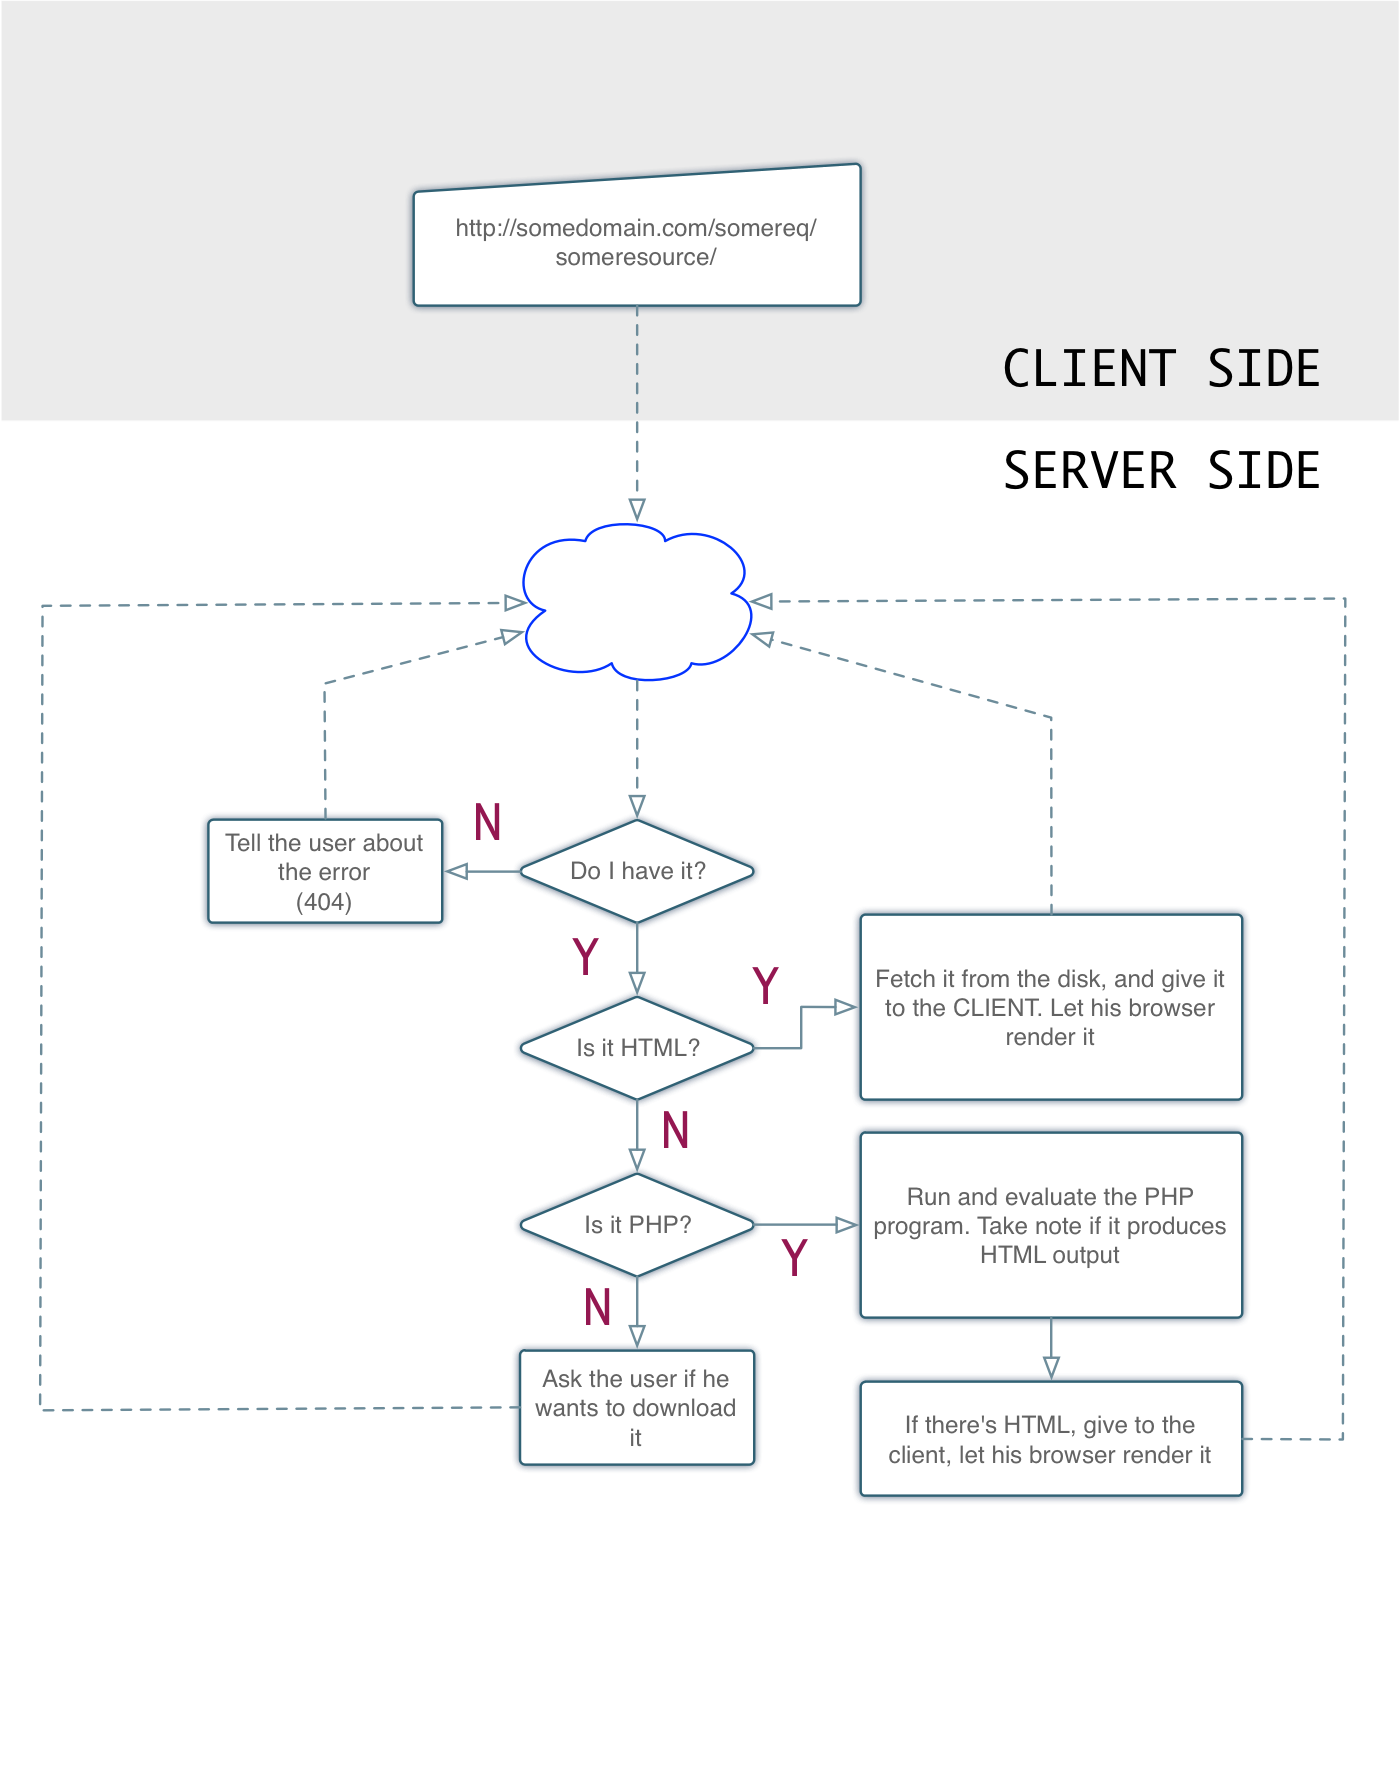 http://somedomain.com/somereq/
someresource/
CLIENT SIDE
SERVER SIDE
N
Tell the user about
the error
(404)
Do I have it?
Y
Y
Fetch it from the disk, and give it
to the CLIENT. Let his browser
render it
Is it HTML?
N
Run and evaluate the PHP
program. Take note if it produces
HTML output
Is it PHP?
Y
N
Ask the user if he
wants to download
it
If there's HTML, give to the
client, let his browser render it